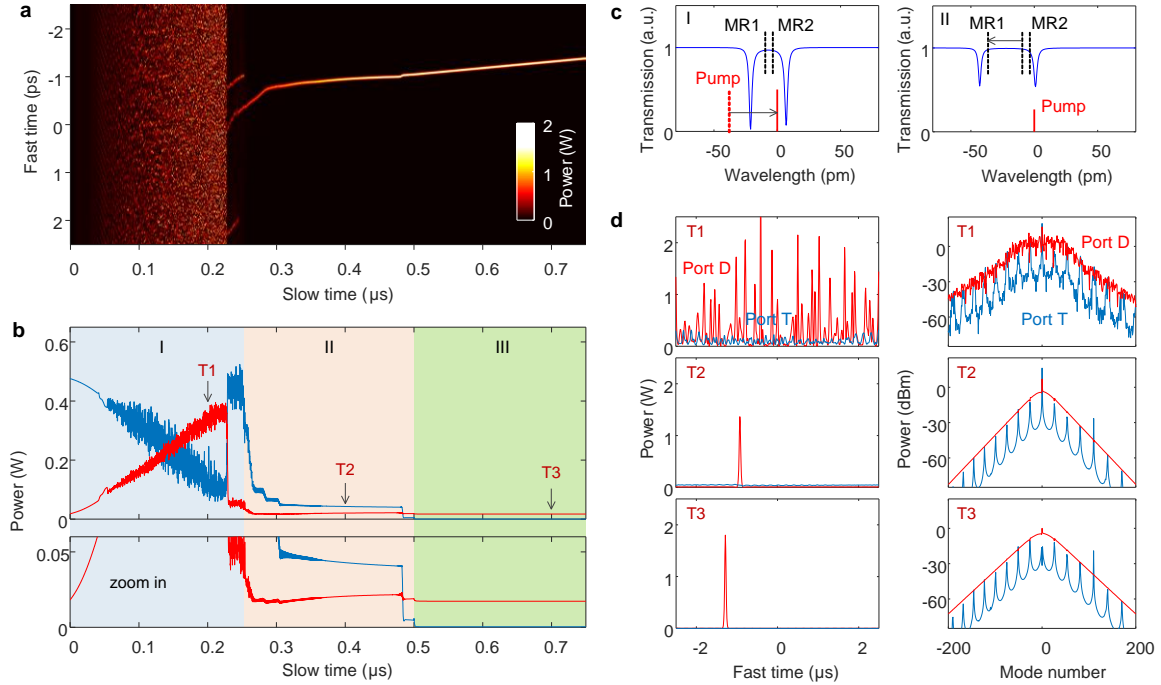 a
Fast time (ps)
-2
-1
0
1
2
Power (W)
2
1
0
0 0.1 0.2 0.3 0.4 0.5 0.6 0.7
Slow time (µs)
b
Power (W)
0.6
0.4
0.2
0
I II III
T1
T2
T3
0.05
0
zoom in
0 0.1 0.2 0.3 0.4 0.5 0.6 0.7
Slow time (µs)
c
Transmission (a.u.)
1
0
I
MR1 MR2
Pump
-50 0 50
Wavelength (pm)
Transmission (a.u.)
1
0
II
MR1 MR2
Pump
-50 0 50
Wavelength (pm)
d
Power (W)
T1
2
1
0
Port D
Port T
T2
2
1
0
T3
2
1
0
-2 0 2
Fast time (ps)
Power (dBm)
T1
0
-30
-60
Port D
Port T
T2
0
-30
-60
T3
0
-30
-60
-200 0 200
Mode number